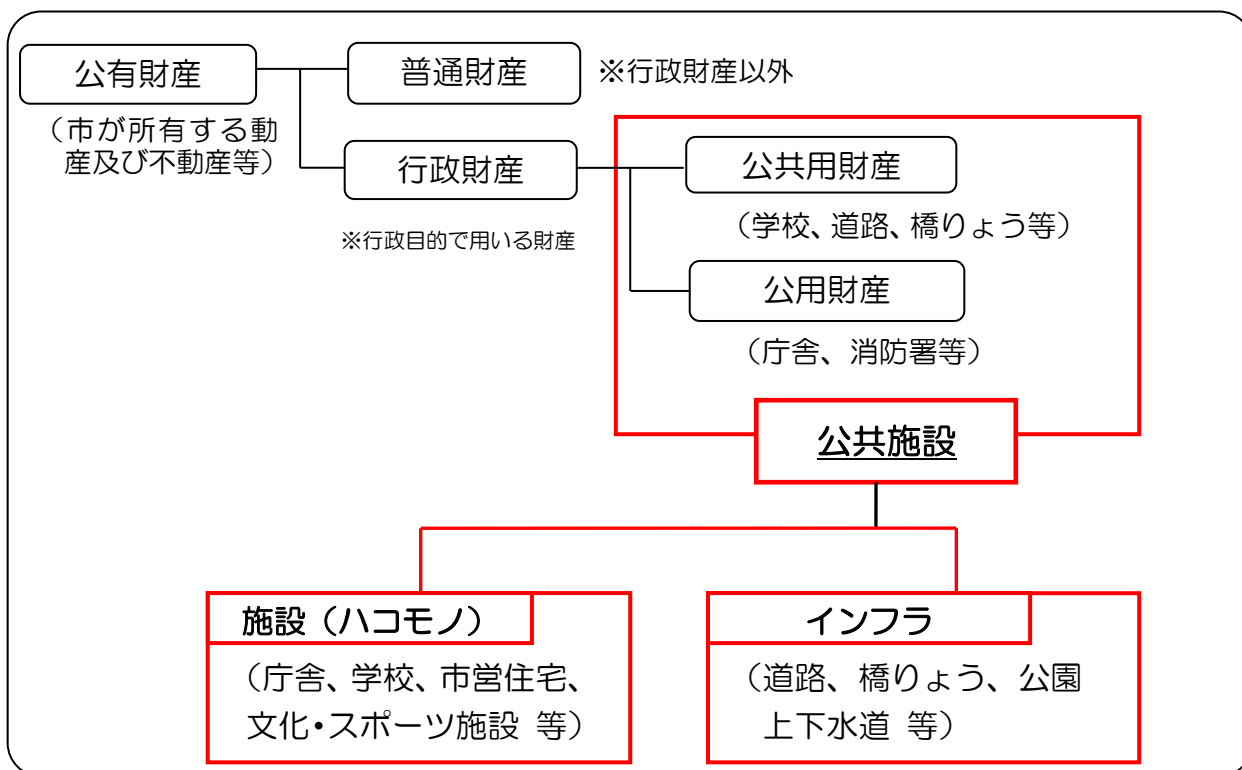 公有財産
（市が所有する動
産及び不動産等）
普通財産
※行政財産以外
行政財産
※行政目的で用いる財産
公共用財産
（学校、道路、橋りょう等）
公用財産
（庁舎、消防署等）
公共施設
施設（ハコモノ）
（庁舎、学校、市営住宅、
文化・スポーツ施設 等）
インフラ
（道路、橋りょう、公園
上下水道 等）